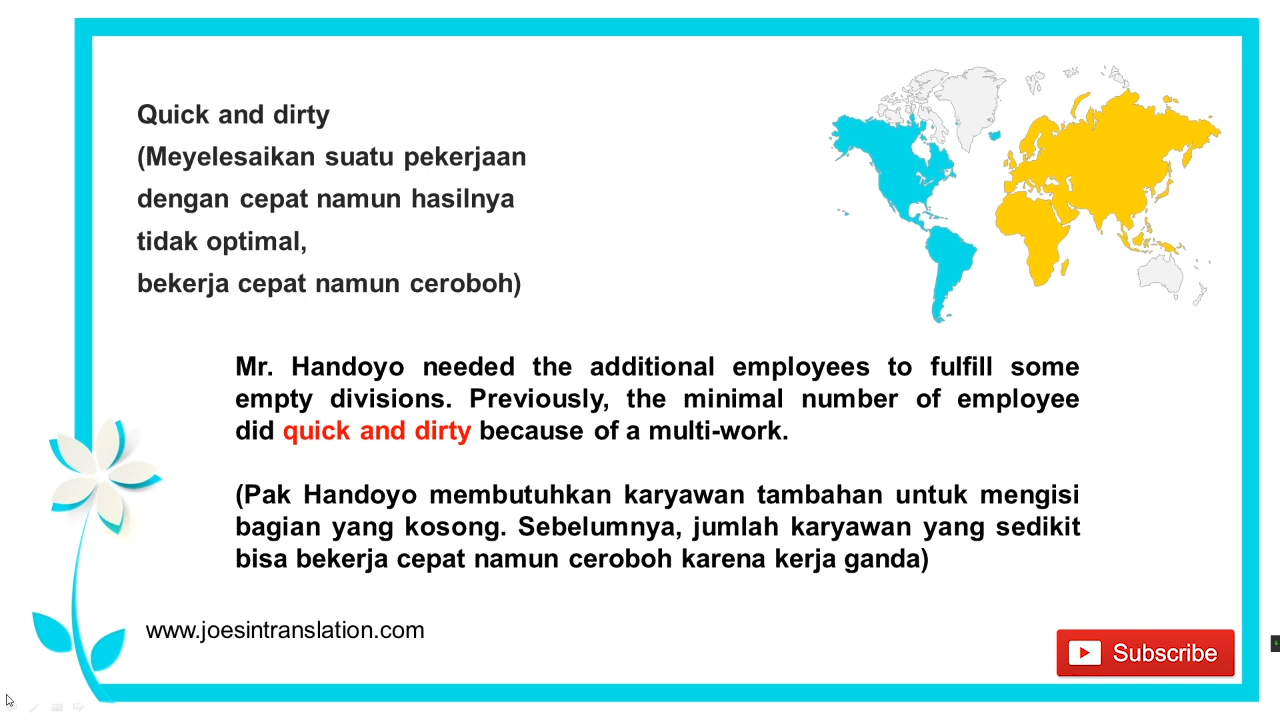 Quick and dirty
(Meyelesaikan suatu pekerjaan
dengan cepat namun hasilnya
tidak optimal,
bekerja cepat namun ceroboh)
Mr. Handoyo needed the additional employees to fulfill some
empty divisions. Previously, the minimal number of employee
did quick and dirty because of a multi-work.
(Pak Handoyo membutuhkan karyawan tambahan untuk mengisi
bagian yang kosong. Sebelumnya, jumlah karyawan yang sedikit
bisa bekerja cepat namun ceroboh karena kerja ganda)
www.joesintranslation.com
Subscribe